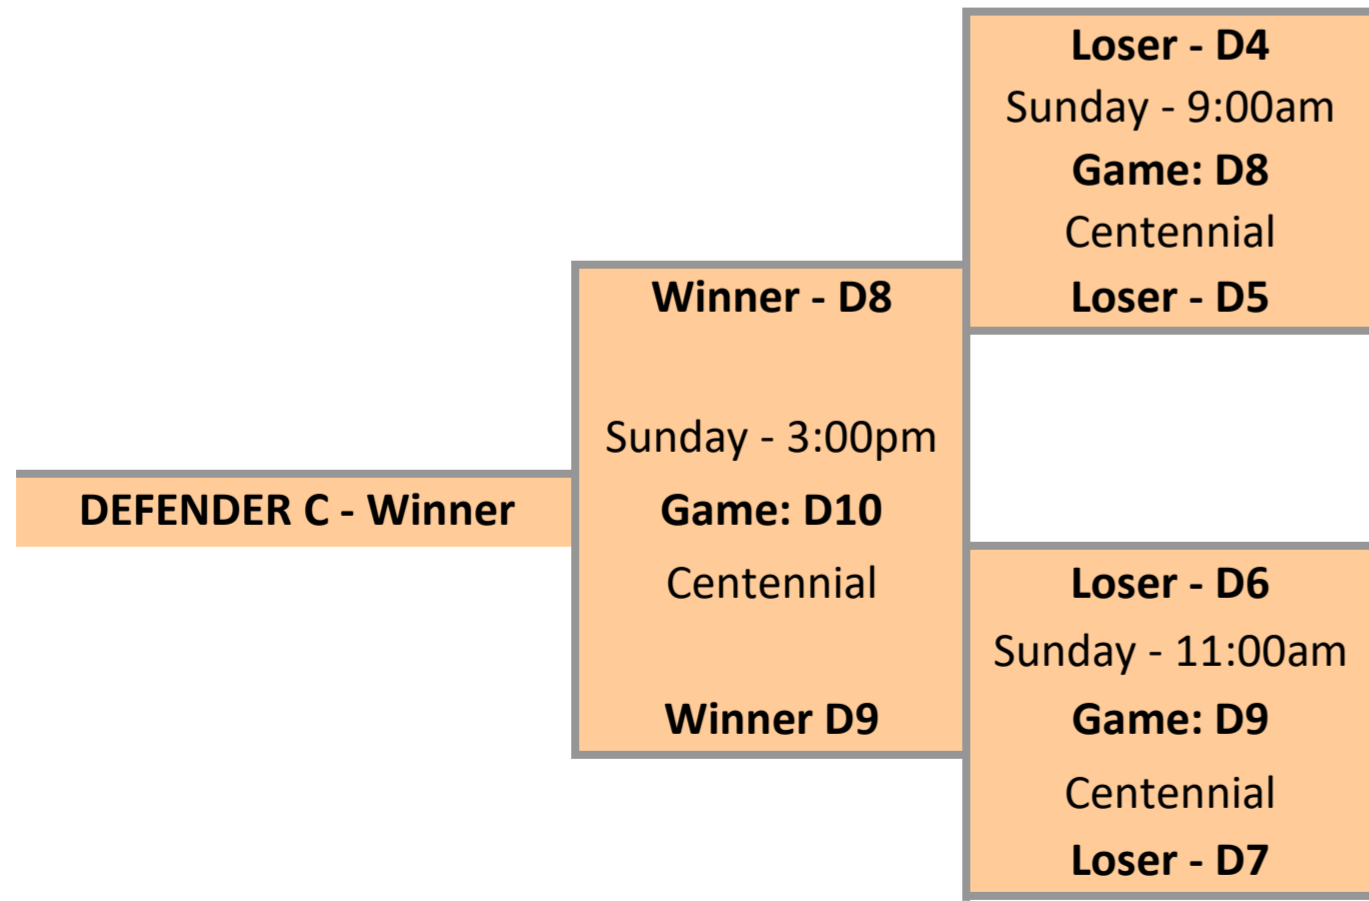 Loser - D4
Sunday - 9:00am
Game: D8
Centennial
Loser - D5
Winner - D8
Sunday - 3:00pm
Game: D10
Centennial
Winner D9
DEFENDER C - Winner
Loser - D6
Sunday - 11:00am
Game: D9
Centennial
Loser - D7